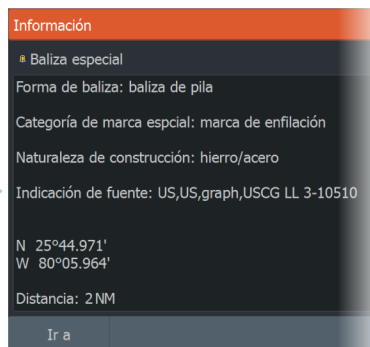 Información
Baliza especial
Forma de baliza: baliza de pila
Categoría de marca espcial: marca de enfilación
Naturaleza de construcción: hierro/acero
Indicación de fuente: US,US,graph,USCG LL 3-10510
N 25°44.971'
W 80°05.964'
Distancia: 2 NM
Ir a